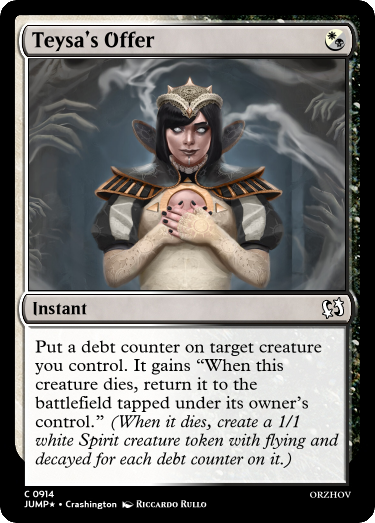 Teysa's Offer
Instant
Put a debt counter on target creature
you control. It gains “When this
creature dies, return it to the
battlefield tapped under its owner's
control.” (When it dies, create a 1/1
white Spirit creature token with flying and
decayed for each debt counter on it.)
C 0914
ORZHOV
JUMP★ • Crashington Riccardo Rullo